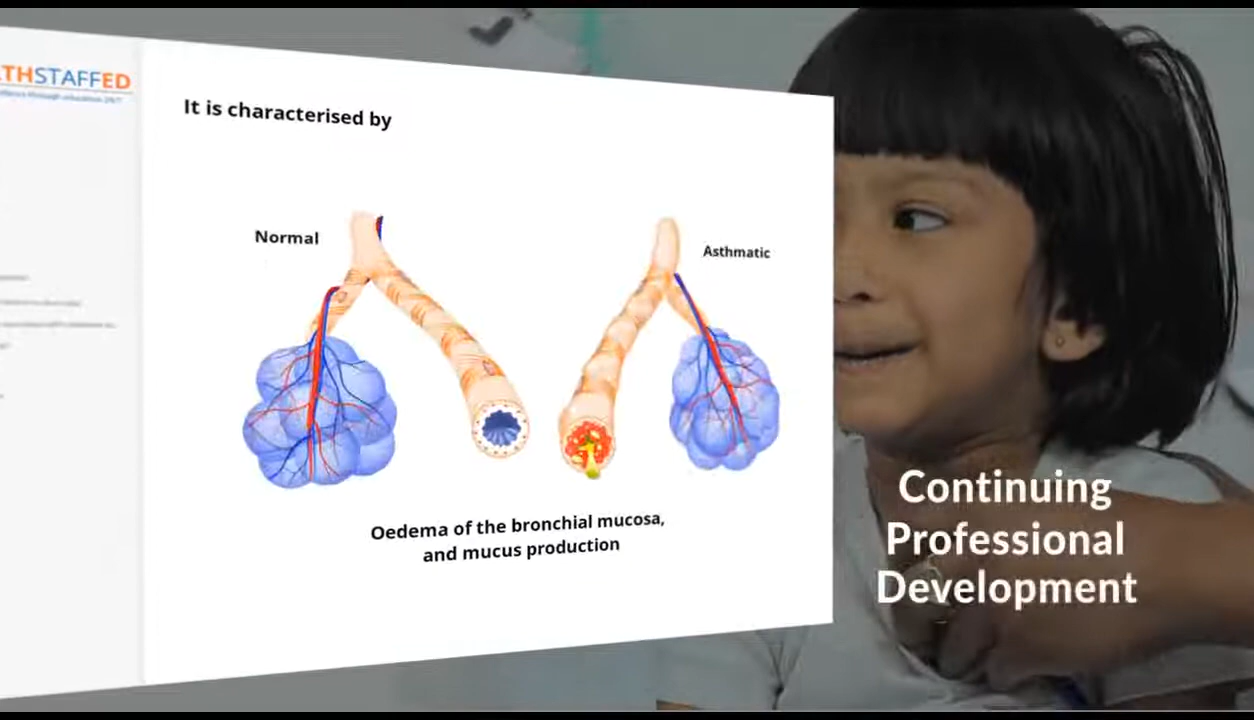 THSTAFFED
It is characterised by
Normal
Asthmatic
Oedema of the bronchial mucosa,
and mucus production
Continuing
Professional
Development